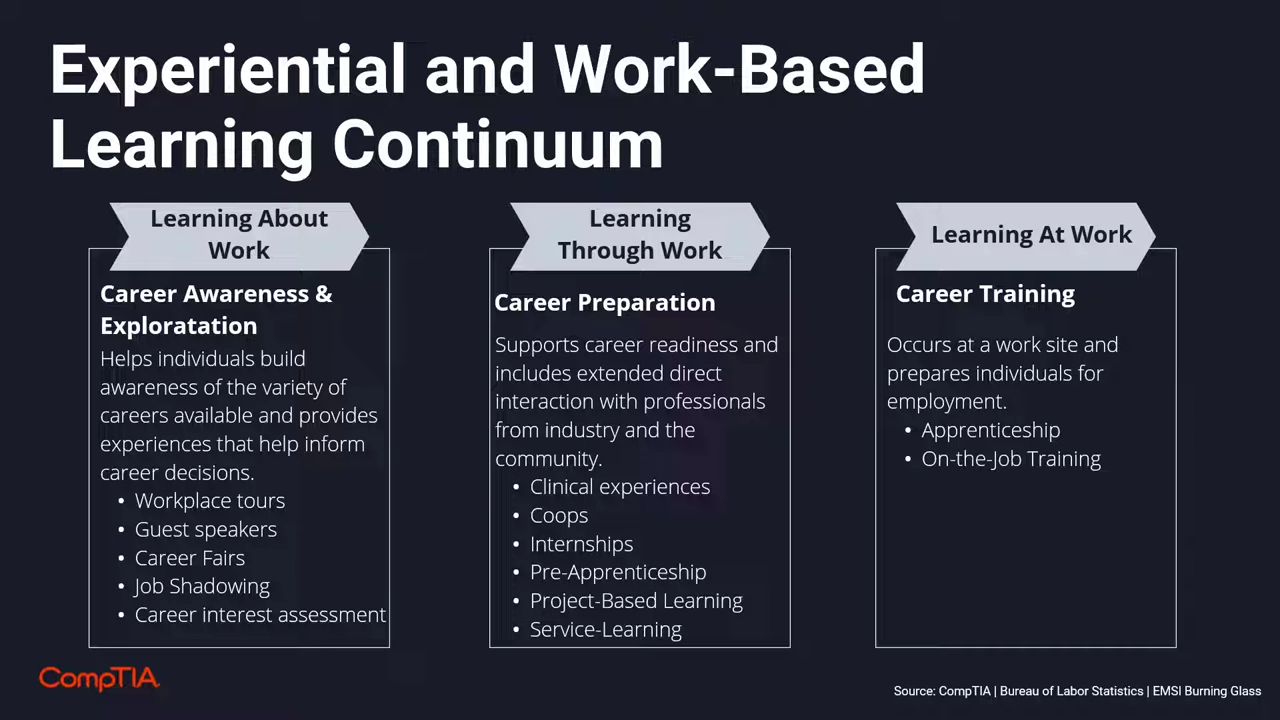 Experiential and Work-Based
Learning Continuum
Learning About
Work
Career Awareness &
Exploratation
Helps individuals build
awareness of the variety of
careers available and provides
experiences that help inform
career decisions.
• Workplace tours
• Guest speakers
• Career Fairs
• Job Shadowing
• Career interest assessment
Learning
Through Work
Career Preparation
Supports career readiness and
includes extended direct
interaction with professionals
from industry and the
community.
• Clinical experiences
• Coops
• Internships
• Pre-Apprenticeship
• Project-Based Learning
• Service-Learning
Learning At Work
Career Training
Occurs at a work site and
prepares individuals for
employment.
• Apprenticeship
• On-the-Job Training
CompTIA.
Source: CompTIA | Bureau of Labor Statistics | EMSI Burning Glass